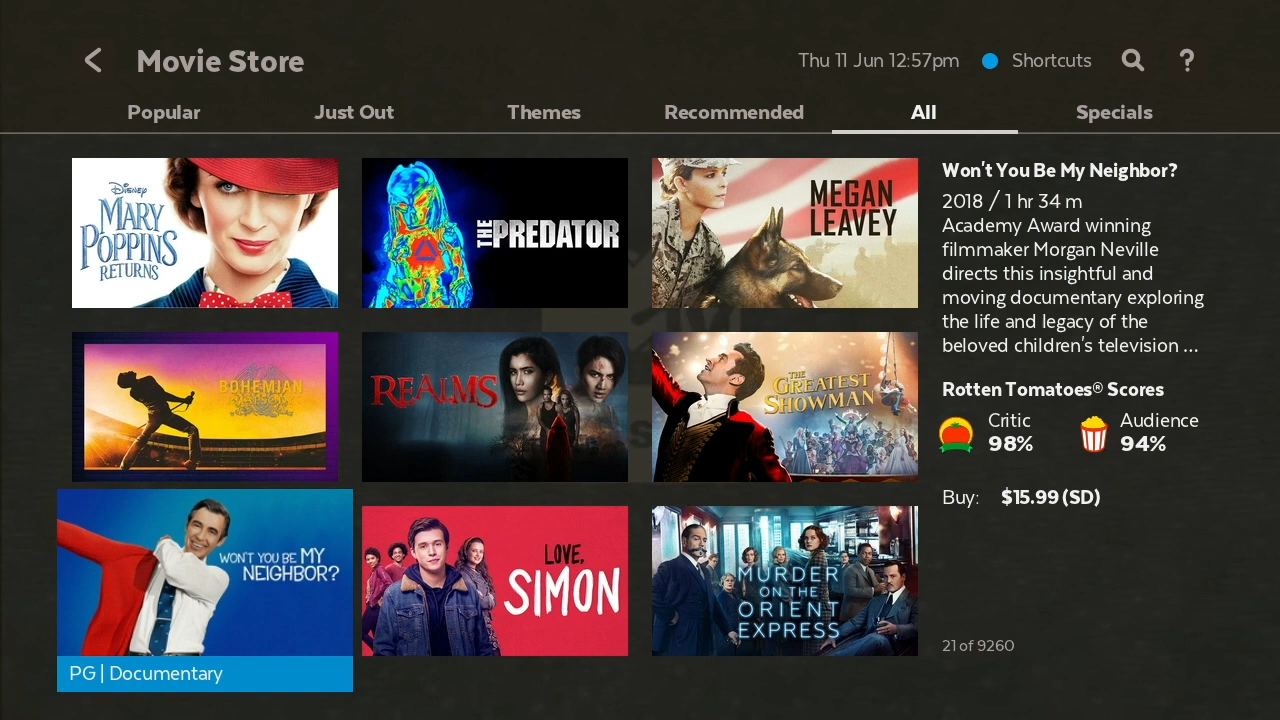 Movie Store
Thu 11 Jun 12:57pm
Shortcuts
?
Popular
Just Out
Themes
Recommended
All
Specials
Disney
MARY
POPPINS
RETURNS
THE PREDATOR
MEGAN
LEAVEY
BOHEMIAN
RHAPSODY
REALMS
THE
GREATEST
SHOWMAN
WON'T YOU BE MY
NEIGHBOR?
PG | Documentary
LOVE,
SIMON
MURDER
ON THE
ORIENT
EXPRESS
Won't You Be My Neighbor?
2018 / 1 hr 34 m
Academy Award winning
filmmaker Morgan Neville
directs this insightful and
moving documentary exploring
the life and legacy of the
beloved children's television ...
Rotten Tomatoes® Scores
Critic
98%
Audience
94%
Buy: $15.99 (SD)
21 of 9260